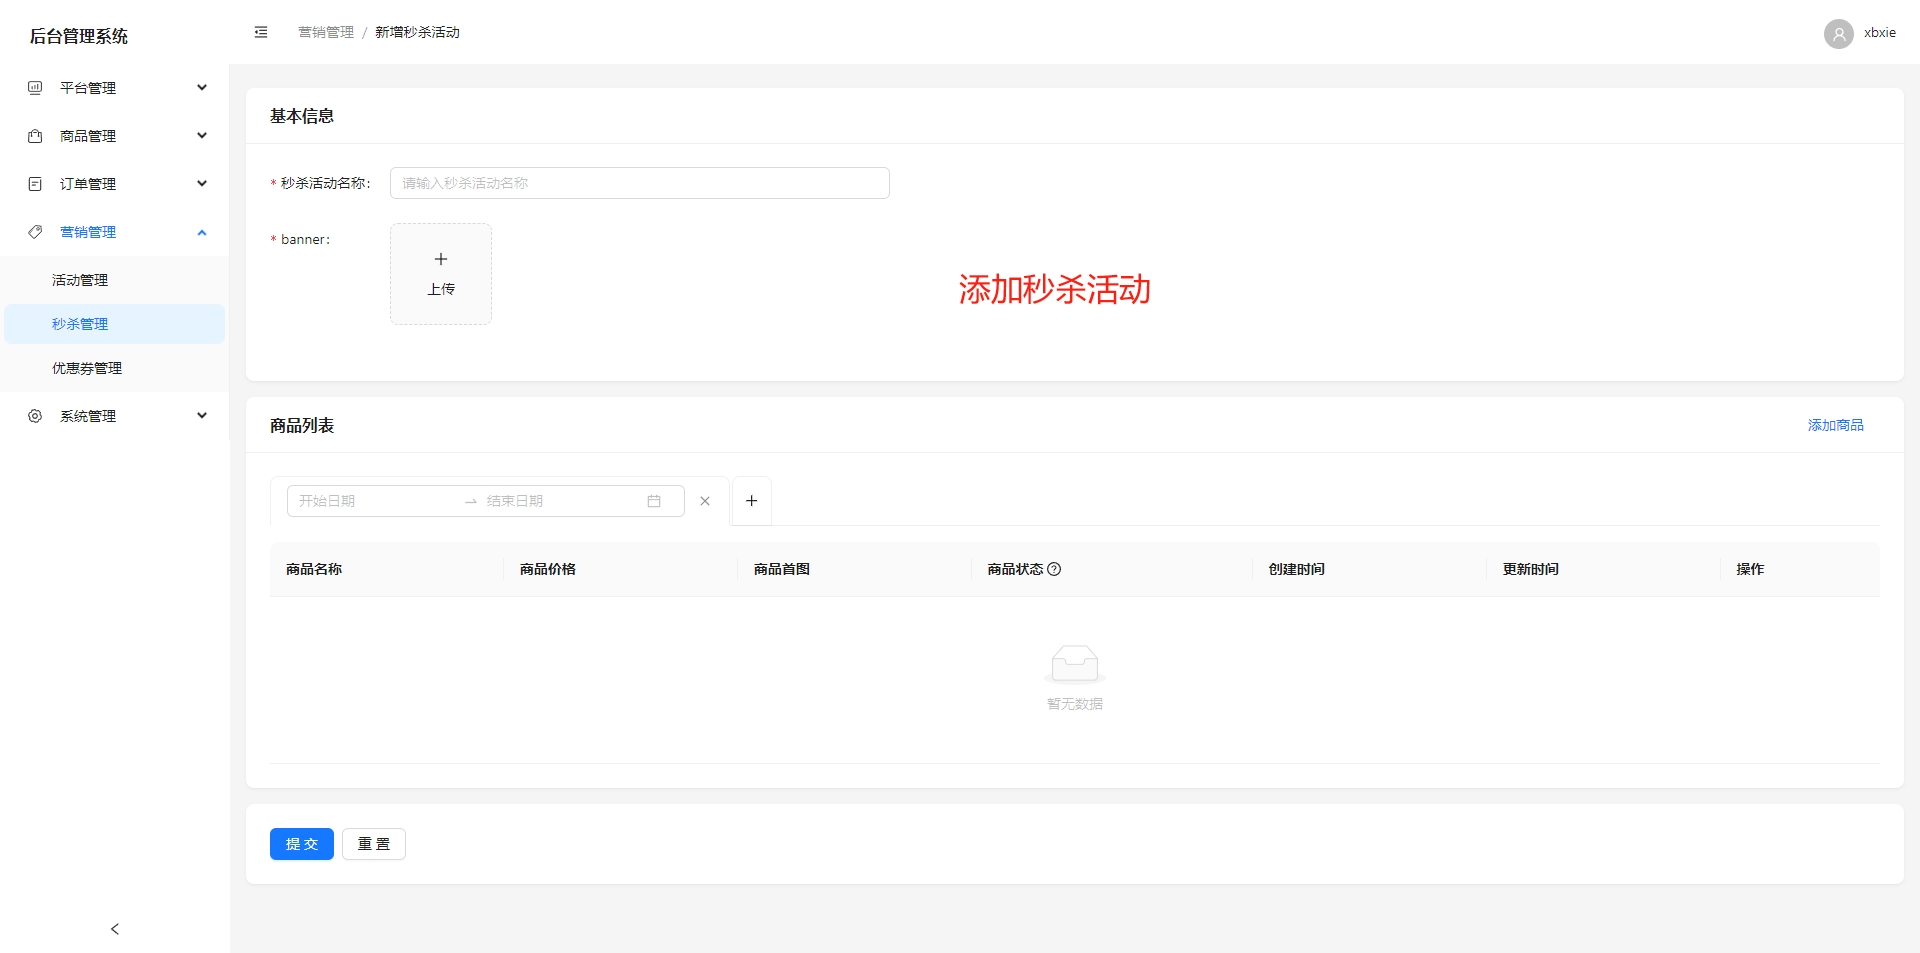 后台管理系统
营销管理 / 新增秒杀活动
xbxie
平台管理
商品管理
订单管理
营销管理
活动管理
秒杀管理
优惠券管理
系统管理
基本信息
* 秒杀活动名称:
请输入秒杀活动名称
* banner:
上传
添加秒杀活动
商品列表
添加商品
开始日期
结束日期
商品名称 商品价格 商品首图 商品状态 创建时间 更新时间 操作
暂无数据
提 交
重 置